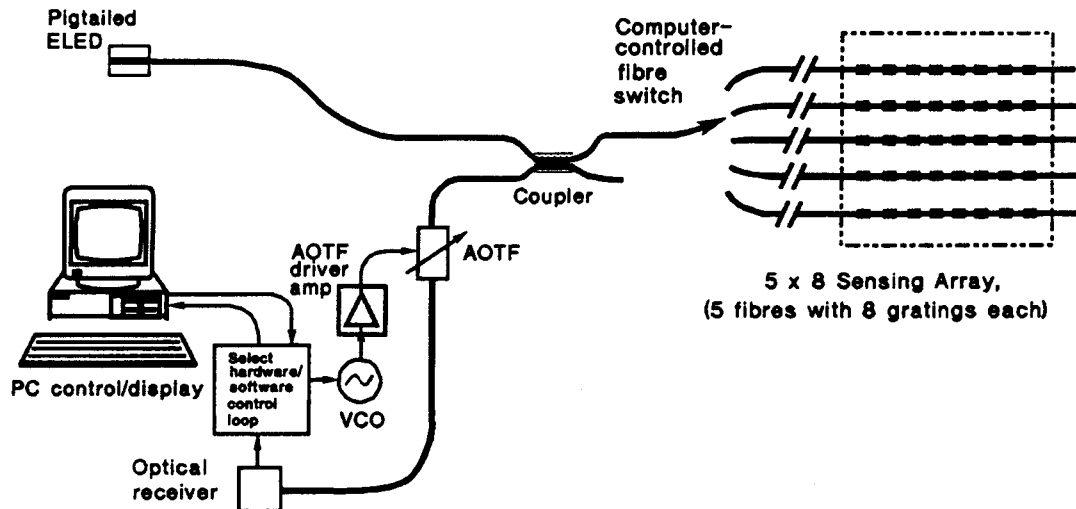 Pigtailed
ELED
Computer-
controlled
fibre
switch
Coupler
AOTF
driver
amp
AOTF
5 x 8 Sensing Array,
(5 fibres with 8 gratings each)
Select
hardware/
software
control
loop
PC control/display
VCO
Optical
receiver